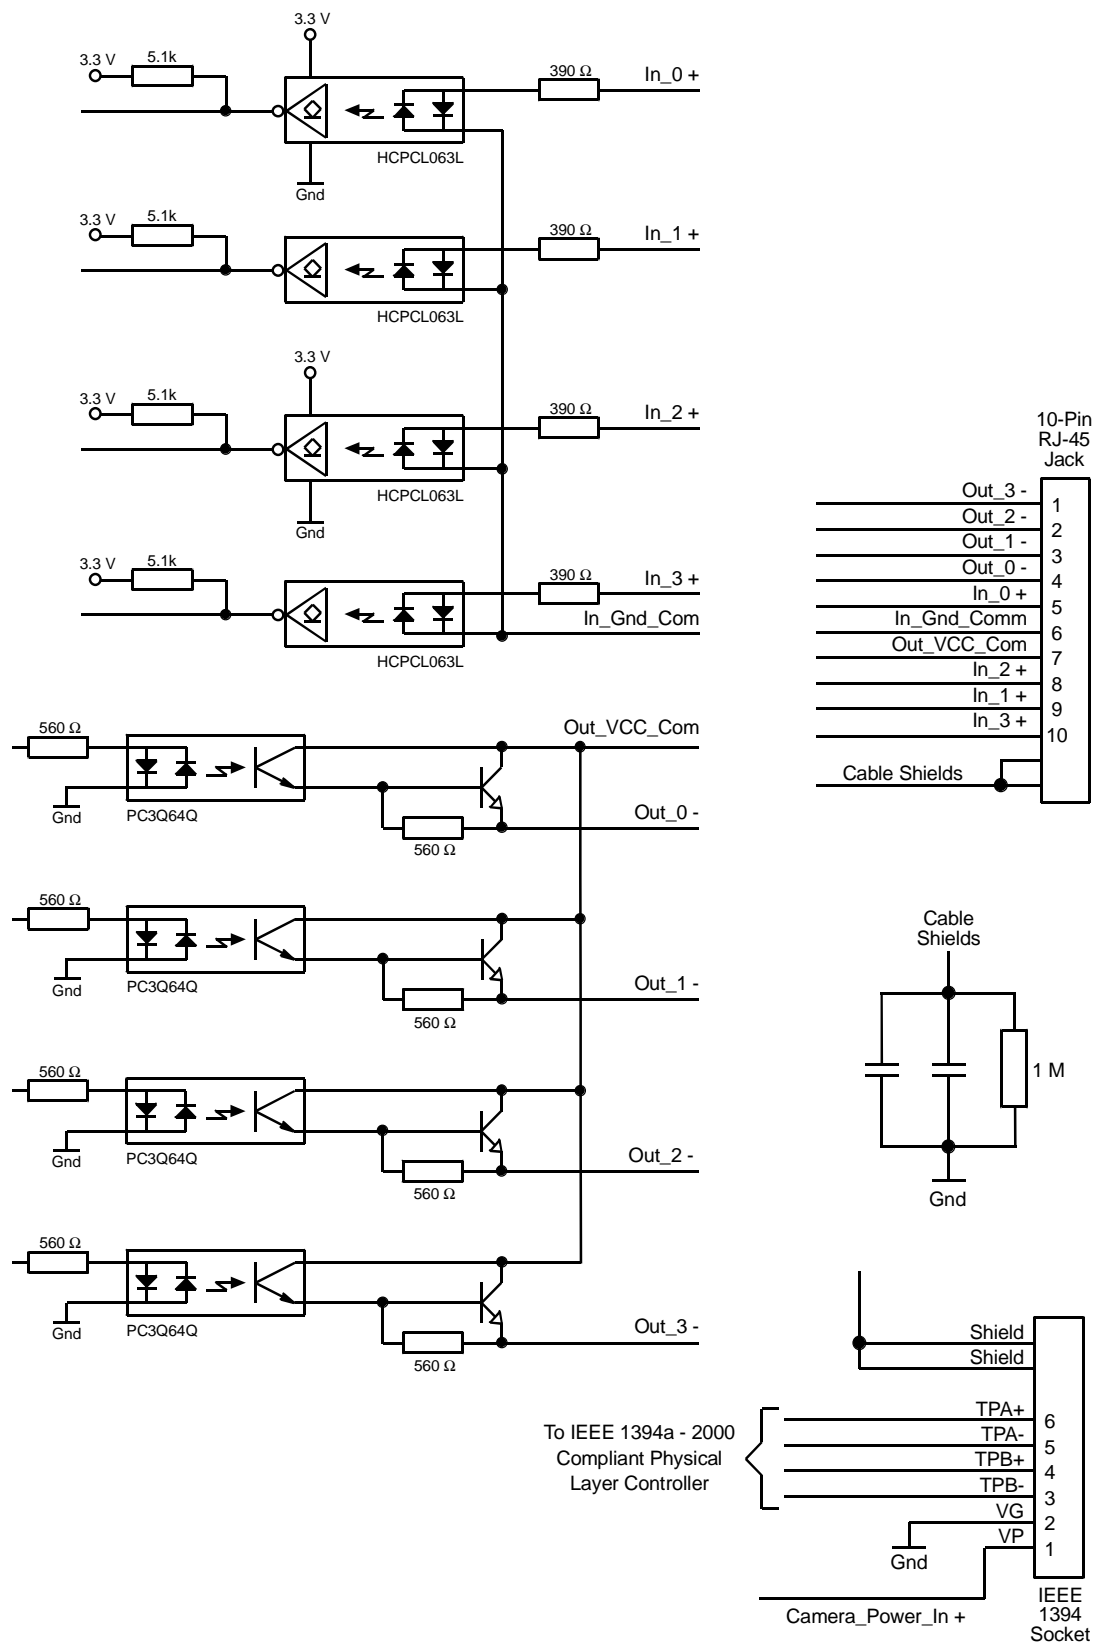 3.3 V
3.3 V
5.1k
390 Ω
In_0 +
HCPCL063L
Gnd
3.3 V
5.1k
390 Ω
In_1 +
HCPCL063L
3.3 V
3.3 V
5.1k
390 Ω
In_2 +
HCPCL063L
Gnd
3.3 V
5.1k
390 Ω
In_3 +
In_Gnd_Com
HCPCL063L
560 Ω
Out_VCC_Com
Gnd
PC3Q64Q
Out_0 -
560 Ω
560 Ω
Gnd
PC3Q64Q
Out_1 -
560 Ω
560 Ω
Gnd
PC3Q64Q
Out_2 -
560 Ω
560 Ω
Gnd
PC3Q64Q
Out_3 -
560 Ω
10-Pin
RJ-45
Jack
Out_3 - 1
Out_2 - 2
Out_1 - 3
Out_0 - 4
In_0 + 5
In_Gnd_Comm 6
Out_VCC_Com 7
In_2 + 8
In_1 + 9
In_3 + 10
Cable Shields
Cable
Shields
1 M
Gnd
Shield
Shield
TPA+ 6
TPA- 5
TPB+ 4
TPB- 3
VG 2
VP 1
To IEEE 1394a - 2000
Compliant Physical
Layer Controller
Gnd
Camera_Power_In +
IEEE
1394
Socket